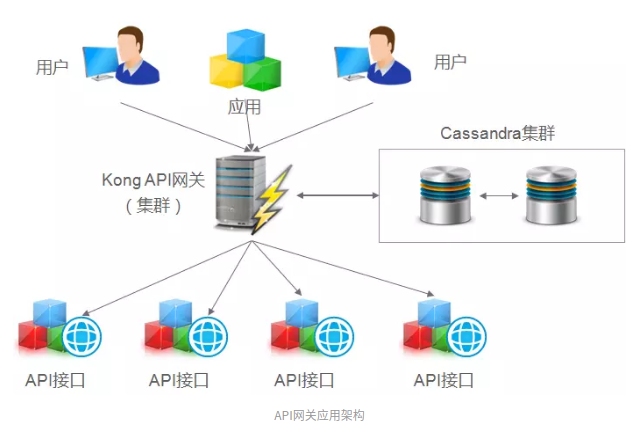 用户
应用
用户
Cassandra集群
Kong API网关
（集群）
API接口
API接口
API接口
API接口
API网关应用架构